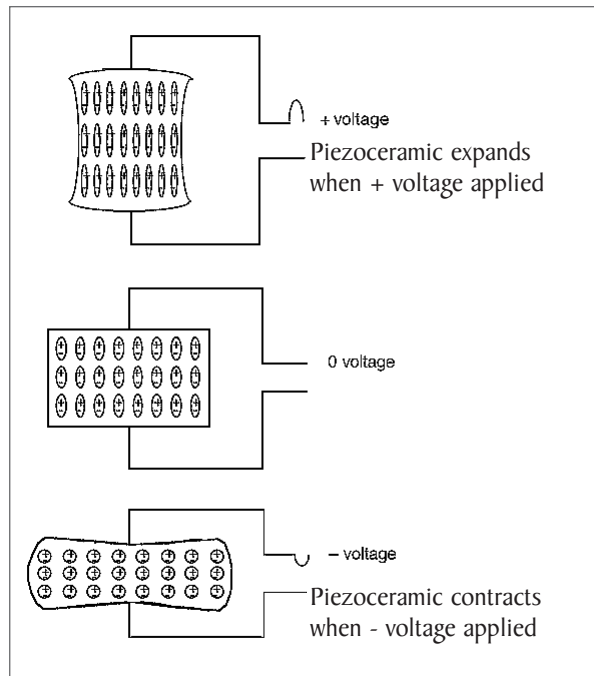 + voltage
Piezoceramic expands
when + voltage applied
0 voltage
– voltage
Piezoceramic contracts
when - voltage applied